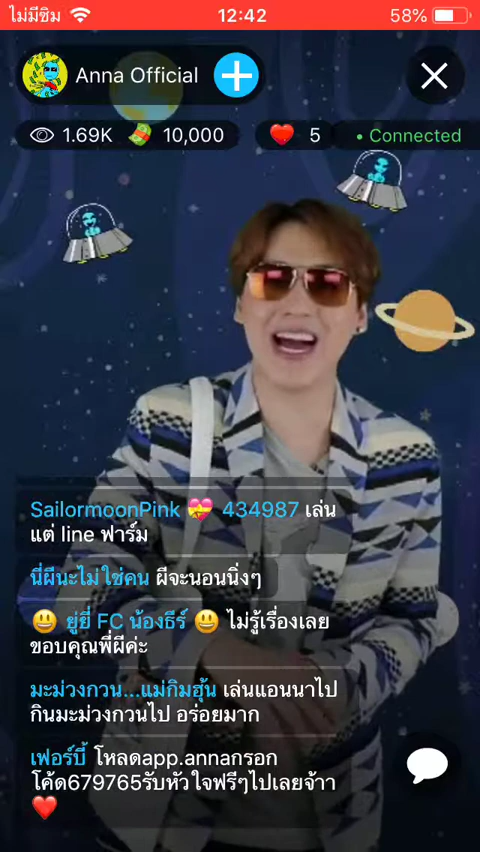 ไม่มีซิม 12:42 58%
Anna Official
1.69K 10,000 5 • Connected
SailormoonPink 💝 434987 เล่น
แต่ line ฟาร์ม
นี่ผีนะไม่ใช่คน ผีจะนอนนิ่งๆ
😃 ยู่ยี่ FC น้องธีร์ 😃 ไม่รู้เรื่องเลย
ขอบคุณพี่ผีค่ะ
มะม่วงกวน...แม่กิมฮุ้น เล่นแอนนาไป
กินมะม่วงกวนไป อร่อยมาก
เฟอร์บี้ โหลดapp.annaกรอก
โค้ด679765รับหัวใจฟรีๆไปเลยจ้าา
❤️